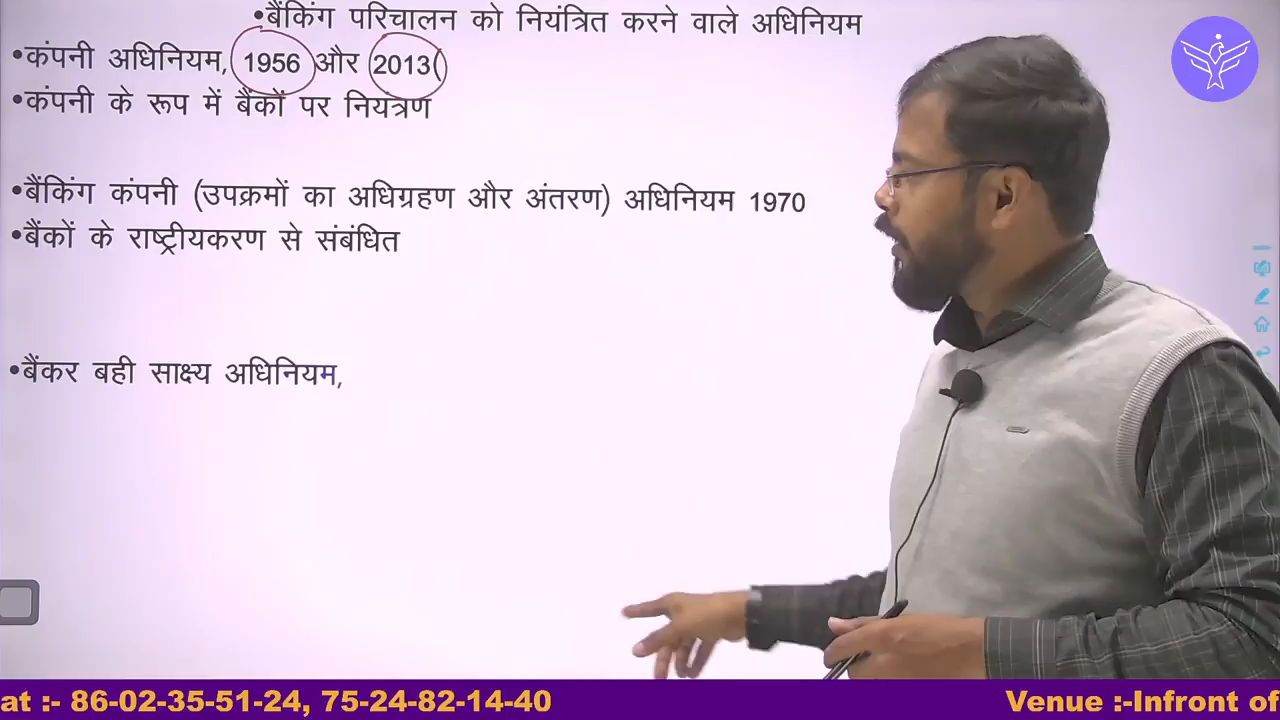 •बैंकिंग परिचालन को नियंत्रित करने वाले अधिनियम
•कंपनी अधिनियम, 1956 और 2013(
•कंपनी के रूप में बैंकों पर नियंत्रण
•बैंकिंग कंपनी (उपक्रमों का अधिग्रहण और अंतरण) अधिनियम 1970
•बैंकों के राष्ट्रीयकरण से संबंधित
•बैंकर बही साक्ष्य अधिनियम,
at :- 86-02-35-51-24, 75-24-82-14-40
Venue :-Infront of